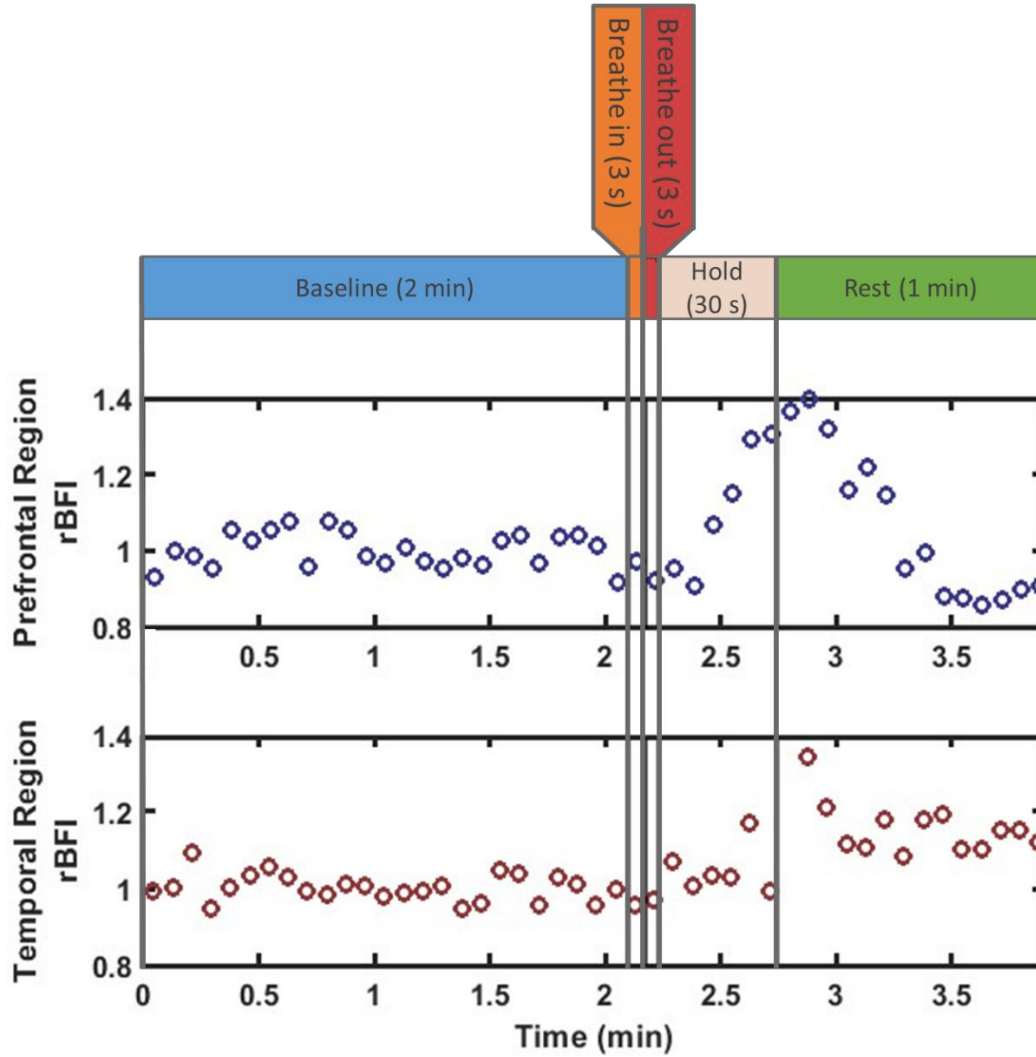 Breathe in (3 s)
Breathe out (3 s)
Baseline (2 min)
Hold
(30 s)
Rest (1 min)
Prefrontal Region
rBFI
1.4
1.2
1
0.8
0.5
1
1.5
2
2.5
3
3.5
Temporal Region
rBFI
1.4
1.2
1
0.8
0
0.5
1
1.5
2
2.5
3
3.5
Time (min)